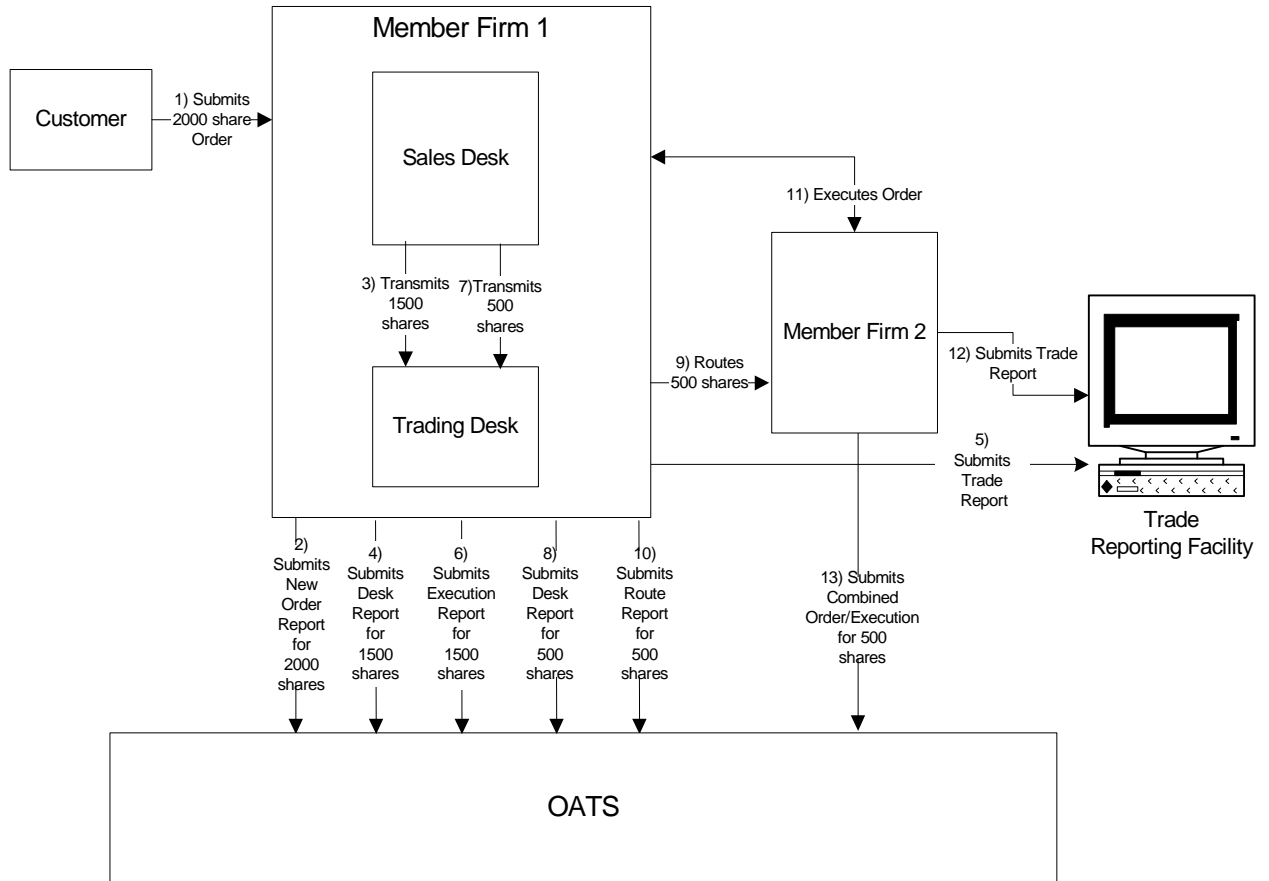 Member Firm 1
Customer
1) Submits
2000 share
Order
Sales Desk
11) Executes Order
3) Transmits
1500
shares
7)Transmits
500
shares
Member Firm 2
12) Submits Trade
Report
9) Routes
500 shares
Trading Desk
5)
Submits
Trade
Report
Trade
Reporting Facility
2)
Submits
New
Order
Report
for
2000
shares
4)
Submits
Desk
Report
for
1500
shares
6)
Submits
Execution
Report
for
1500
shares
8)
Submits
Desk
Report
for
500
shares
10)
Submits
Route
Report
for
500
shares
13) Submits
Combined
Order/Execution
for 500
shares
OATS